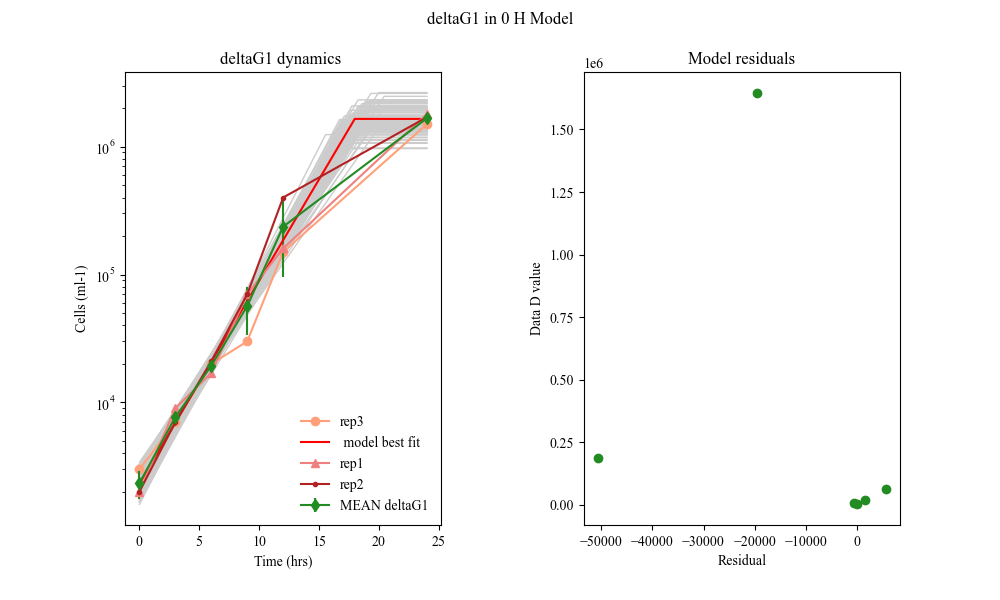 deltaG1 in 0 H Model
deltaG1 dynamics
Cells (ml-1)
10^6
10^5
10^4
rep3
model best fit
rep1
rep2
MEAN deltaG1
0 5 10 15 20 25
Time (hrs)
Model residuals
1e6
Data D value
1.50
1.25
1.00
0.75
0.50
0.25
0.00
−50000 −40000 −30000 −20000 −10000 0
Residual